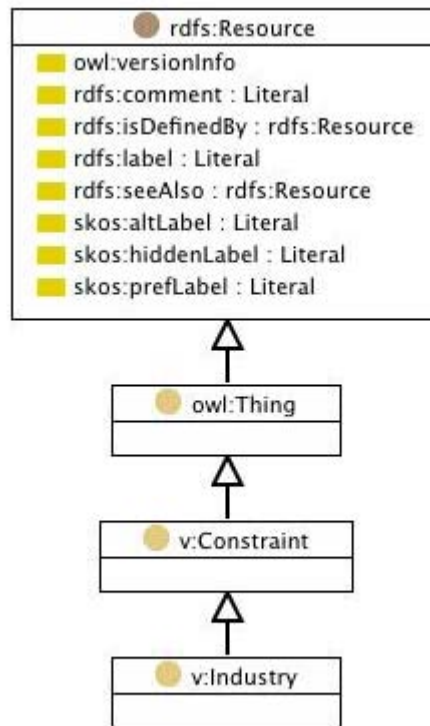 rdfs:Resource
owl:versionInfo
rdfs:comment : Literal
rdfs:isDefinedBy : rdfs:Resource
rdfs:label : Literal
rdfs:seeAlso : rdfs:Resource
skos:altLabel : Literal
skos:hiddenLabel : Literal
skos:prefLabel : Literal
owl:Thing
v:Constraint
v:Industry